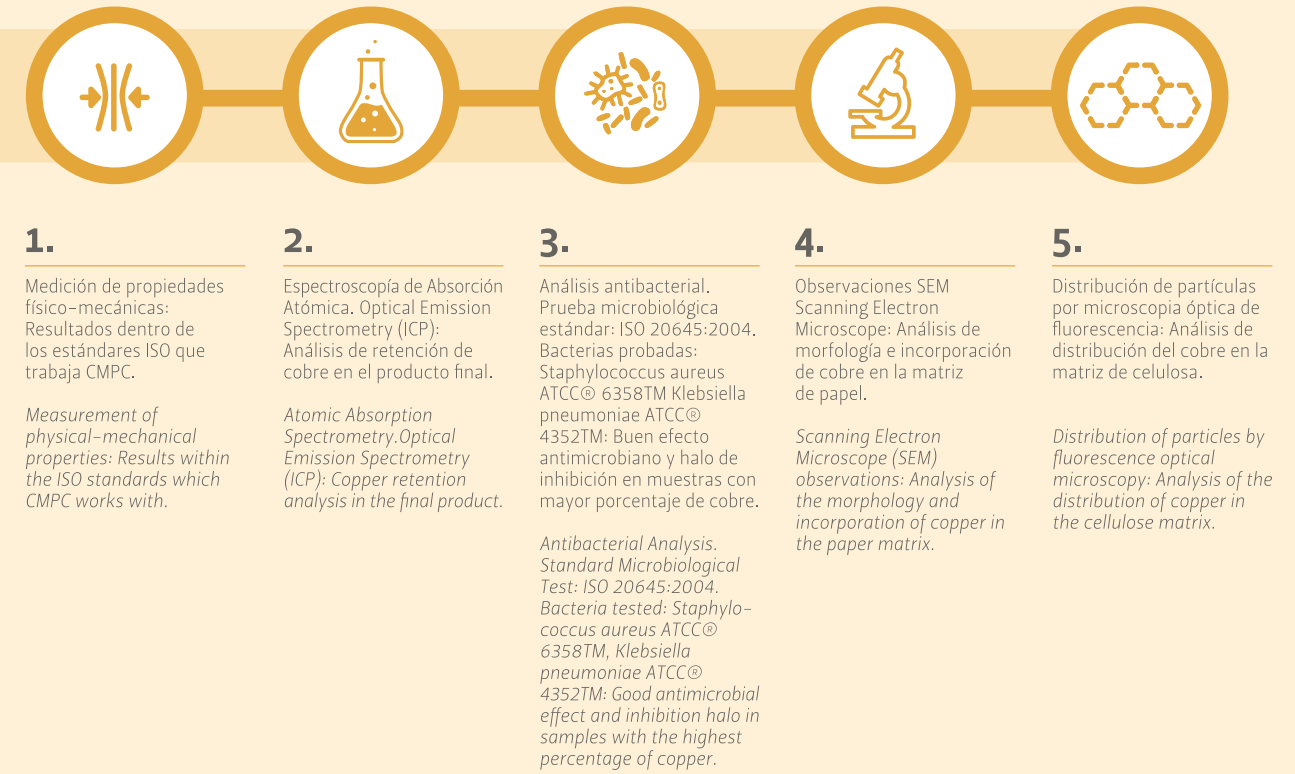 1.
Medición de propiedades
físico-mecánicas:
Resultados dentro de
los estándares ISO que
trabaja CMPC.
Measurement of
physical-mechanical
properties: Results within
the ISO standards which
CMPC works with.
2.
Espectroscopía de Absorción
Atómica. Optical Emission
Spectrometry (ICP):
Análisis de retención de
cobre en el producto final.
Atomic Absorption
Spectrometry.Optical
Emission Spectrometry
(ICP): Copper retention
analysis in the final product.
3.
Análisis antibacterial.
Prueba microbiológica
estándar: ISO 20645:2004.
Bacterias probadas:
Staphylococcus aureus
ATCC® 6358TM Klebsiella
pneumoniae ATCC®
4352TM: Buen efecto
antimicrobiano y halo de
inhibición en muestras con
mayor porcentaje de cobre.
Antibacterial Analysis.
Standard Microbiological
Test: ISO 20645:2004.
Bacteria tested: Staphylo-
coccus aureus ATCC®
6358TM, Klebsiella
pneumoniae ATCC®
4352TM: Good antimicrobial
effect and inhibition halo in
samples with the highest
percentage of copper.
4.
Observaciones SEM
Scanning Electron
Microscope: Análisis de
morfología e incorporación
de cobre en la matriz
de papel.
Scanning Electron
Microscope (SEM)
observations: Analysis of
the morphology and
incorporation of copper in
the paper matrix.
5.
Distribución de partículas
por microscopia óptica de
fluorescencia: Análisis de
distribución del cobre en la
matriz de celulosa.
Distribution of particles by
fluorescence optical
microscopy: Analysis of the
distribution of copper in
the cellulose matrix.